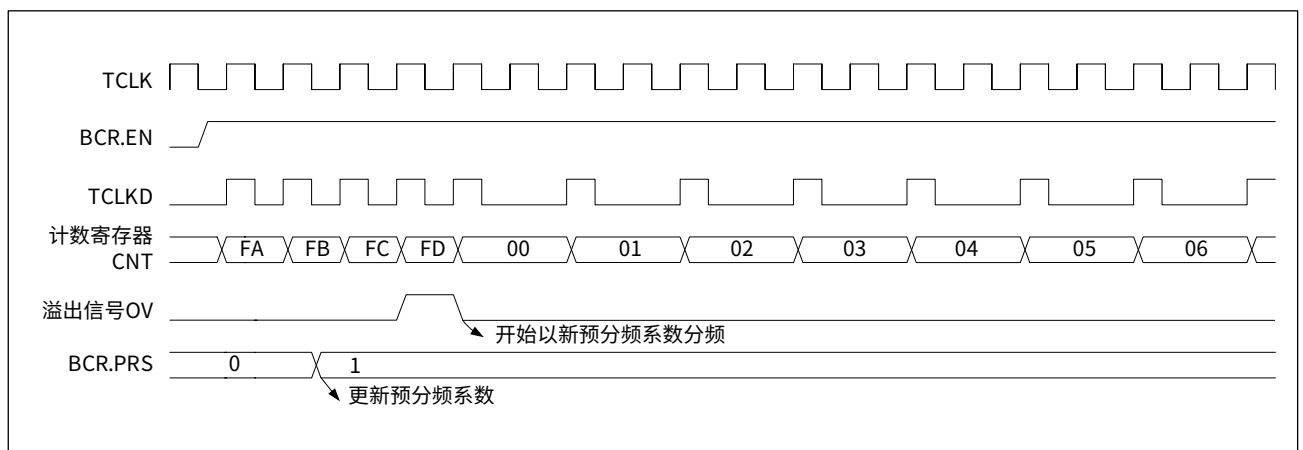 TCLK
BCR.EN
TCLKD
计数寄存器
CNT
FA FB FC FD 00 01 02 03 04 05 06
溢出信号OV
开始以新预分频系数分频
BCR.PRS 0 1
更新预分频系数